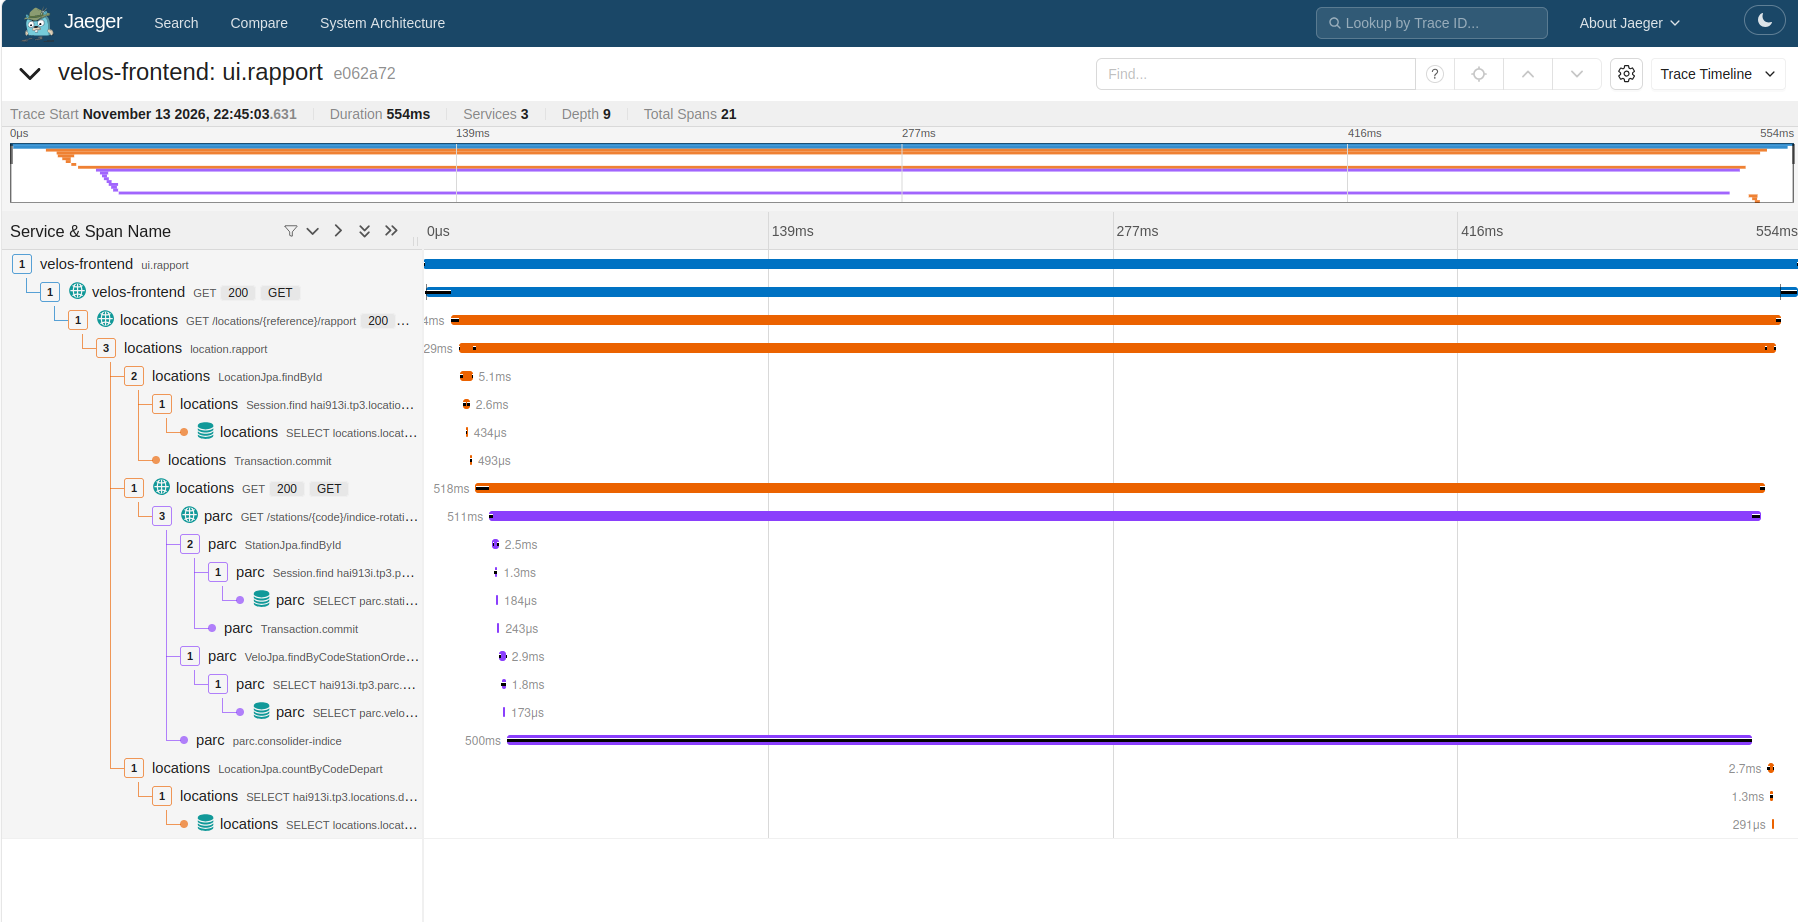 Jaeger Search Compare System Architecture Lookup by Trace ID... About Jaeger
velos-frontend: ui.rapport e062a72 Find... ? Trace Timeline
Trace Start November 13 2026, 22:45:03.631 Duration 554ms Services 3 Depth 9 Total Spans 21
0μs 139ms 277ms 416ms 554ms
Service & Span Name 0μs 139ms 277ms 416ms 554ms
1 velos-frontend ui.rapport
1 velos-frontend GET 200 GET
1 locations GET /locations/{reference}/rapport 200 ... 4ms
3 locations location.rapport 29ms
2 locations LocationJpa.findById 5.1ms
1 locations Session.find hai913i.tp3.locatio... 2.6ms
locations SELECT locations.locat... 434μs
locations Transaction.commit 493μs
1 locations GET 200 GET 518ms
3 parc GET /stations/{code}/indice-rotati... 511ms
2 parc StationJpa.findById 2.5ms
1 parc Session.find hai913i.tp3.p... 1.3ms
parc SELECT parc.stati... 184μs
parc Transaction.commit 243μs
1 parc VeloJpa.findByCodeStationOrde... 2.9ms
1 parc SELECT hai913i.tp3.parc.... 1.8ms
parc SELECT parc.velo... 173μs
parc parc.consolider-indice 500ms
1 locations LocationJpa.countByCodeDepart 2.7ms
1 locations SELECT hai913i.tp3.locations.d... 1.3ms
locations SELECT locations.locat... 291μs